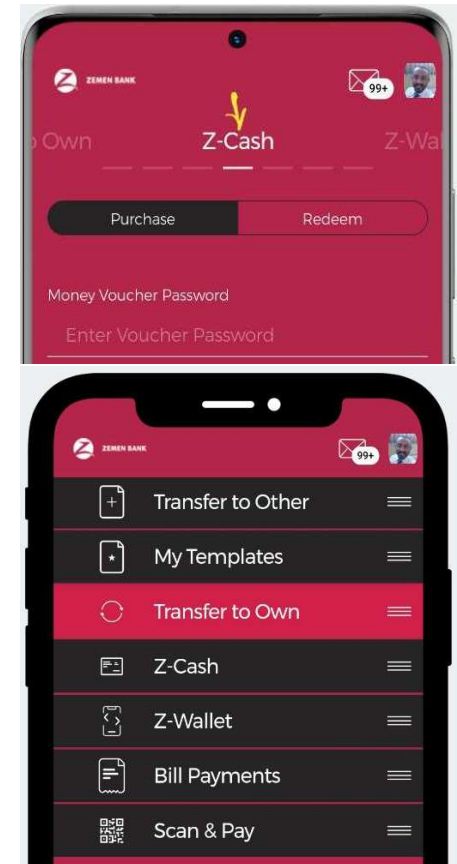 ZEMEN BANK
99+
o Own Z-Cash Z-Wal
Purchase Redeem
Money Voucher Password
Enter Voucher Password
ZEMEN BANK
99+
Transfer to Other
My Templates
Transfer to Own
Z-Cash
Z-Wallet
Bill Payments
Scan & Pay